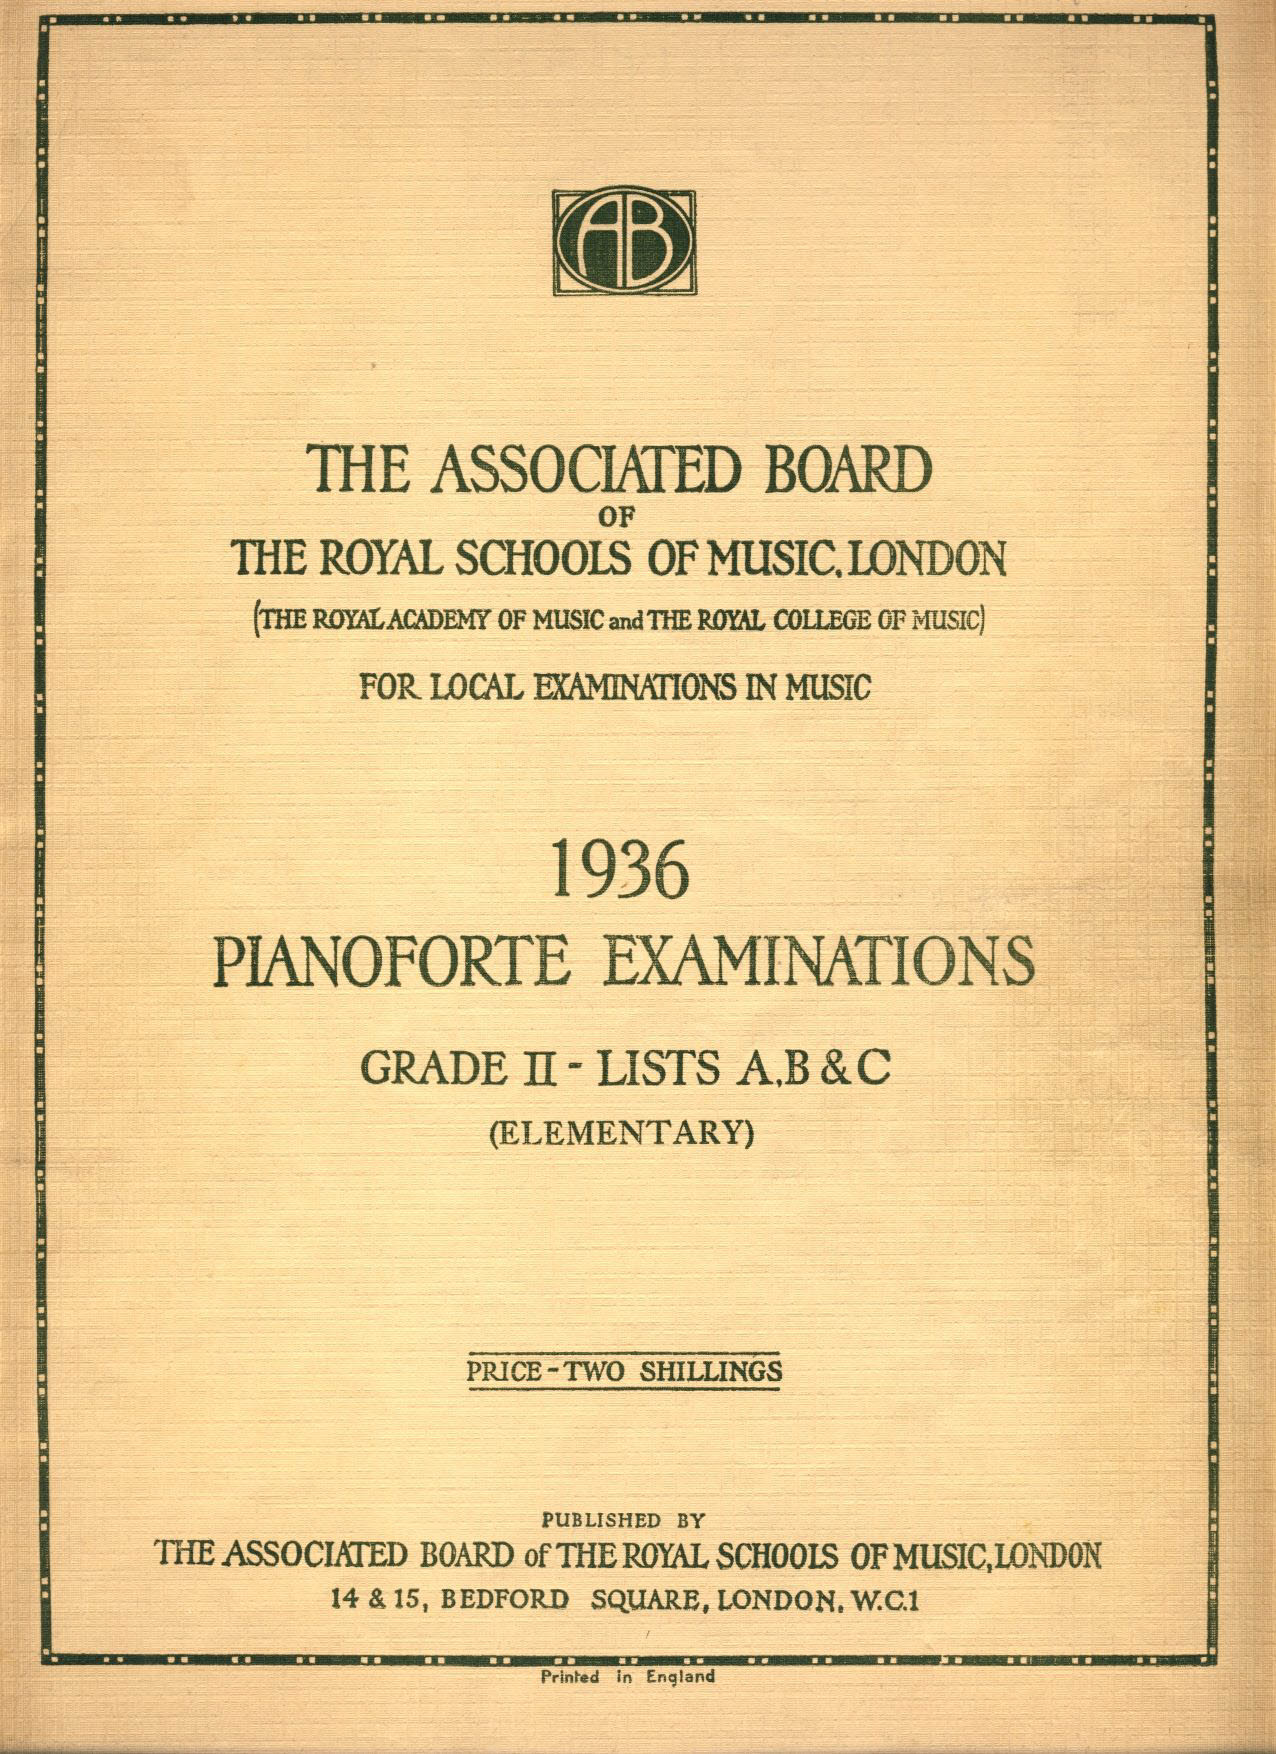 AB
THE ASSOCIATED BOARD
OF
THE ROYAL SCHOOLS OF MUSIC, LONDON
(THE ROYAL ACADEMY OF MUSIC and THE ROYAL COLLEGE OF MUSIC)
FOR LOCAL EXAMINATIONS IN MUSIC
1936
PIANOFORTE EXAMINATIONS
GRADE II - LISTS A, B & C
(ELEMENTARY)
PRICE - TWO SHILLINGS
PUBLISHED BY
THE ASSOCIATED BOARD of THE ROYAL SCHOOLS OF MUSIC, LONDON
14 & 15, BEDFORD SQUARE, LONDON, W.C.1
Printed in England